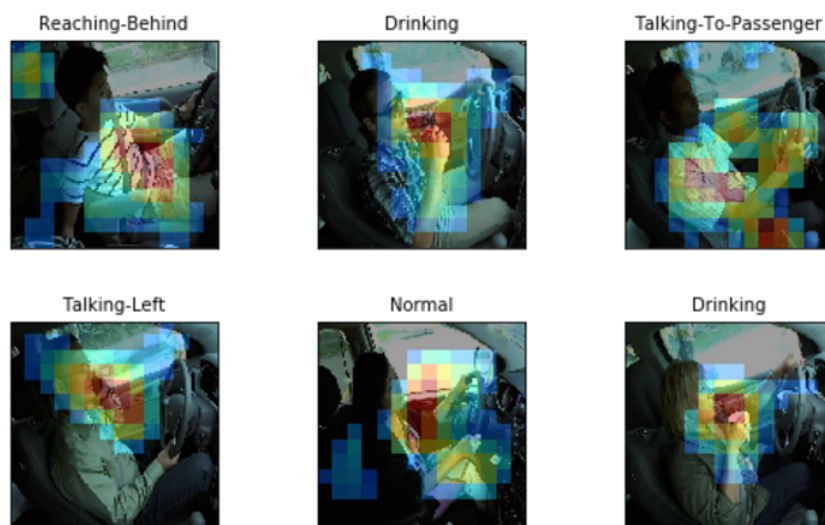 Reaching-Behind
Drinking
Talking-To-Passenger
Talking-Left
Normal
Drinking